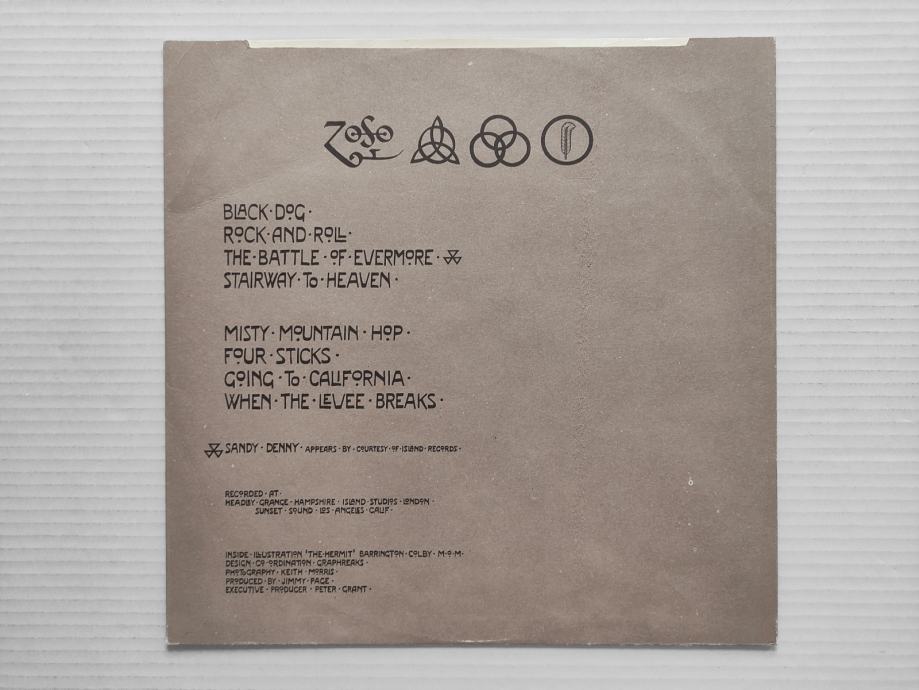 Zoso
BLACK · DOG ·
ROCK · AND · ROLL ·
THE · BATTLE · OF · EVERMORE ·
STAIRWAY · To · HEAVEN ·
MISTY · MOUNTAIN · HOP ·
FOUR · STICKS ·
GOING · To · CALIFORNIA ·
WHEN · THE · LEVEE · BREAKS ·
SANDY · DENNY · APPEARS · BY · COURTESY · OF · ISLAND · RECORDS ·
RECORDED · AT ·
HEADLEY · GRANGE · HAMPSHIRE · ISLAND · STUDIOS · LONDON ·
SUNSET · SOUND · LOS · ANGELES · CALIF ·
INSIDE · ILLUSTRATION 'THE · HERMIT' BARRINGTON · COLBY · M · O · M ·
DESIGN · CO · ORDINATION · GRAPHREAKS ·
PHOTOGRAPHY · KEITH · MORRIS ·
PRODUCED · BY · JIMMY · PAGE ·
EXECUTIVE · PRODUCER · PETER · GRANT ·